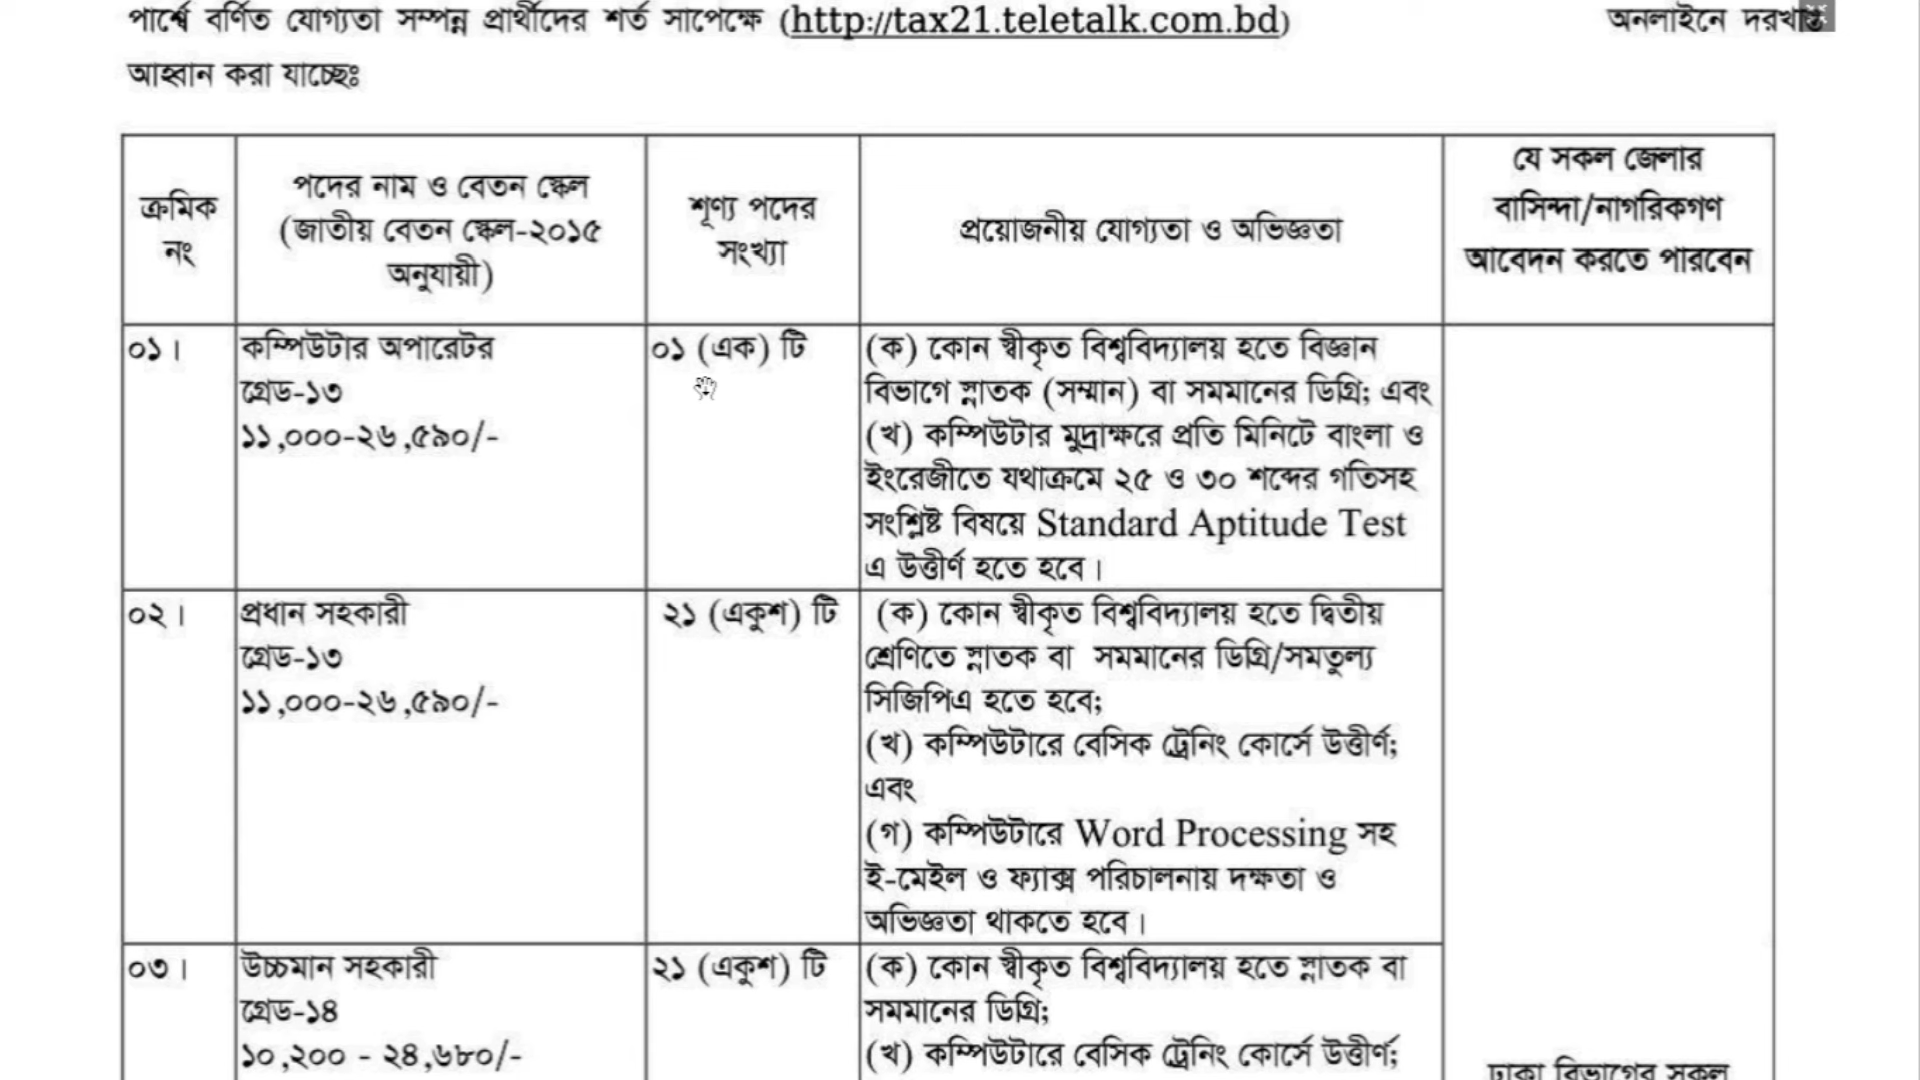 পার্শ্বে বর্ণিত যোগ্যতা সম্পন্ন প্রার্থীদের শর্ত সাপেক্ষে (http://tax21.teletalk.com.bd) অনলাইনে দরখাস্ত
আহবান করা যাচ্ছেঃ
ক্রমিক
নং
পদের নাম ও বেতন স্কেল
(জাতীয় বেতন স্কেল-২০১৫
অনুযায়ী)
শূণ্য পদের
সংখ্যা
প্রয়োজনীয় যোগ্যতা ও অভিজ্ঞতা
যে সকল জেলার
বাসিন্দা/নাগরিকগণ
আবেদন করতে পারবেন
০১।
কম্পিউটার অপারেটর
গ্রেড-১৩
১১,০০০-২৬,৫৯০/-
০১ (এক) টি
(ক) কোন স্বীকৃত বিশ্ববিদ্যালয় হতে বিজ্ঞান
বিভাগে স্নাতক (সম্মান) বা সমমানের ডিগ্রি; এবং
(খ) কম্পিউটার মুদ্রাক্ষরে প্রতি মিনিটে বাংলা ও
ইংরেজীতে যথাক্রমে ২৫ ও ৩০ শব্দের গতিসহ
সংশ্লিষ্ট বিষয়ে Standard Aptitude Test
এ উত্তীর্ণ হতে হবে।
০২।
প্রধান সহকারী
গ্রেড-১৩
১১,০০০-২৬,৫৯০/-
২১ (একুশ) টি
(ক) কোন স্বীকৃত বিশ্ববিদ্যালয় হতে দ্বিতীয়
শ্রেণিতে স্নাতক বা সমমানের ডিগ্রি/সমতুল্য
সিজিপিএ হতে হবে;
(খ) কম্পিউটারে বেসিক ট্রেনিং কোর্সে উত্তীর্ণ;
এবং
(গ) কম্পিউটারে Word Processing সহ
ই-মেইল ও ফ্যাক্স পরিচালনায় দক্ষতা ও
অভিজ্ঞতা থাকতে হবে।
০৩।
উচ্চমান সহকারী
গ্রেড-১৪
১০,২০০ - ২৪,৬৮০/-
২১ (একুশ) টি
(ক) কোন স্বীকৃত বিশ্ববিদ্যালয় হতে স্নাতক বা
সমমানের ডিগ্রি;
(খ) কম্পিউটারে বেসিক ট্রেনিং কোর্সে উত্তীর্ণ;
ঢাকা বিভাগের সকল